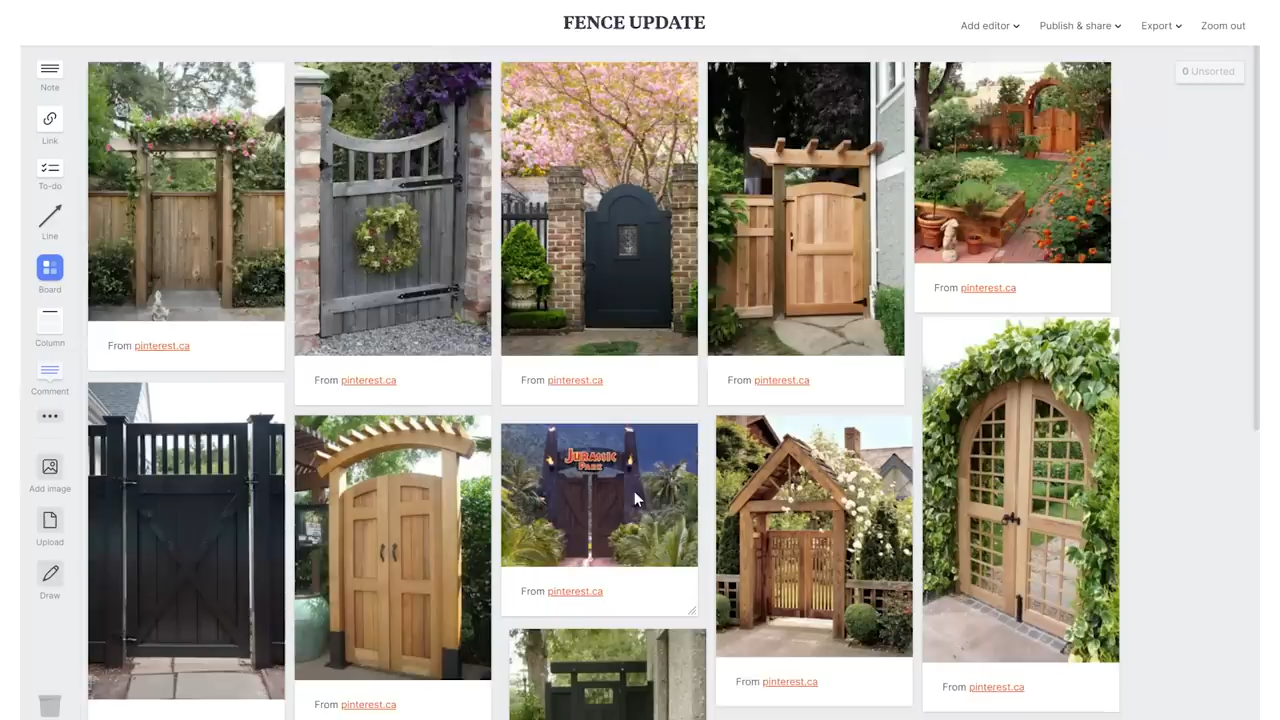 FENCE UPDATE
Add editor
Publish & share
Export
Zoom out
0 Unsorted
Note
Link
To-do
Line
Board
Column
Comment
Add image
Upload
Draw
From pinterest.ca
From pinterest.ca
From pinterest.ca
From pinterest.ca
From pinterest.ca
JURASSIC
PARK
From pinterest.ca
From pinterest.ca
From pinterest.ca
From pinterest.ca